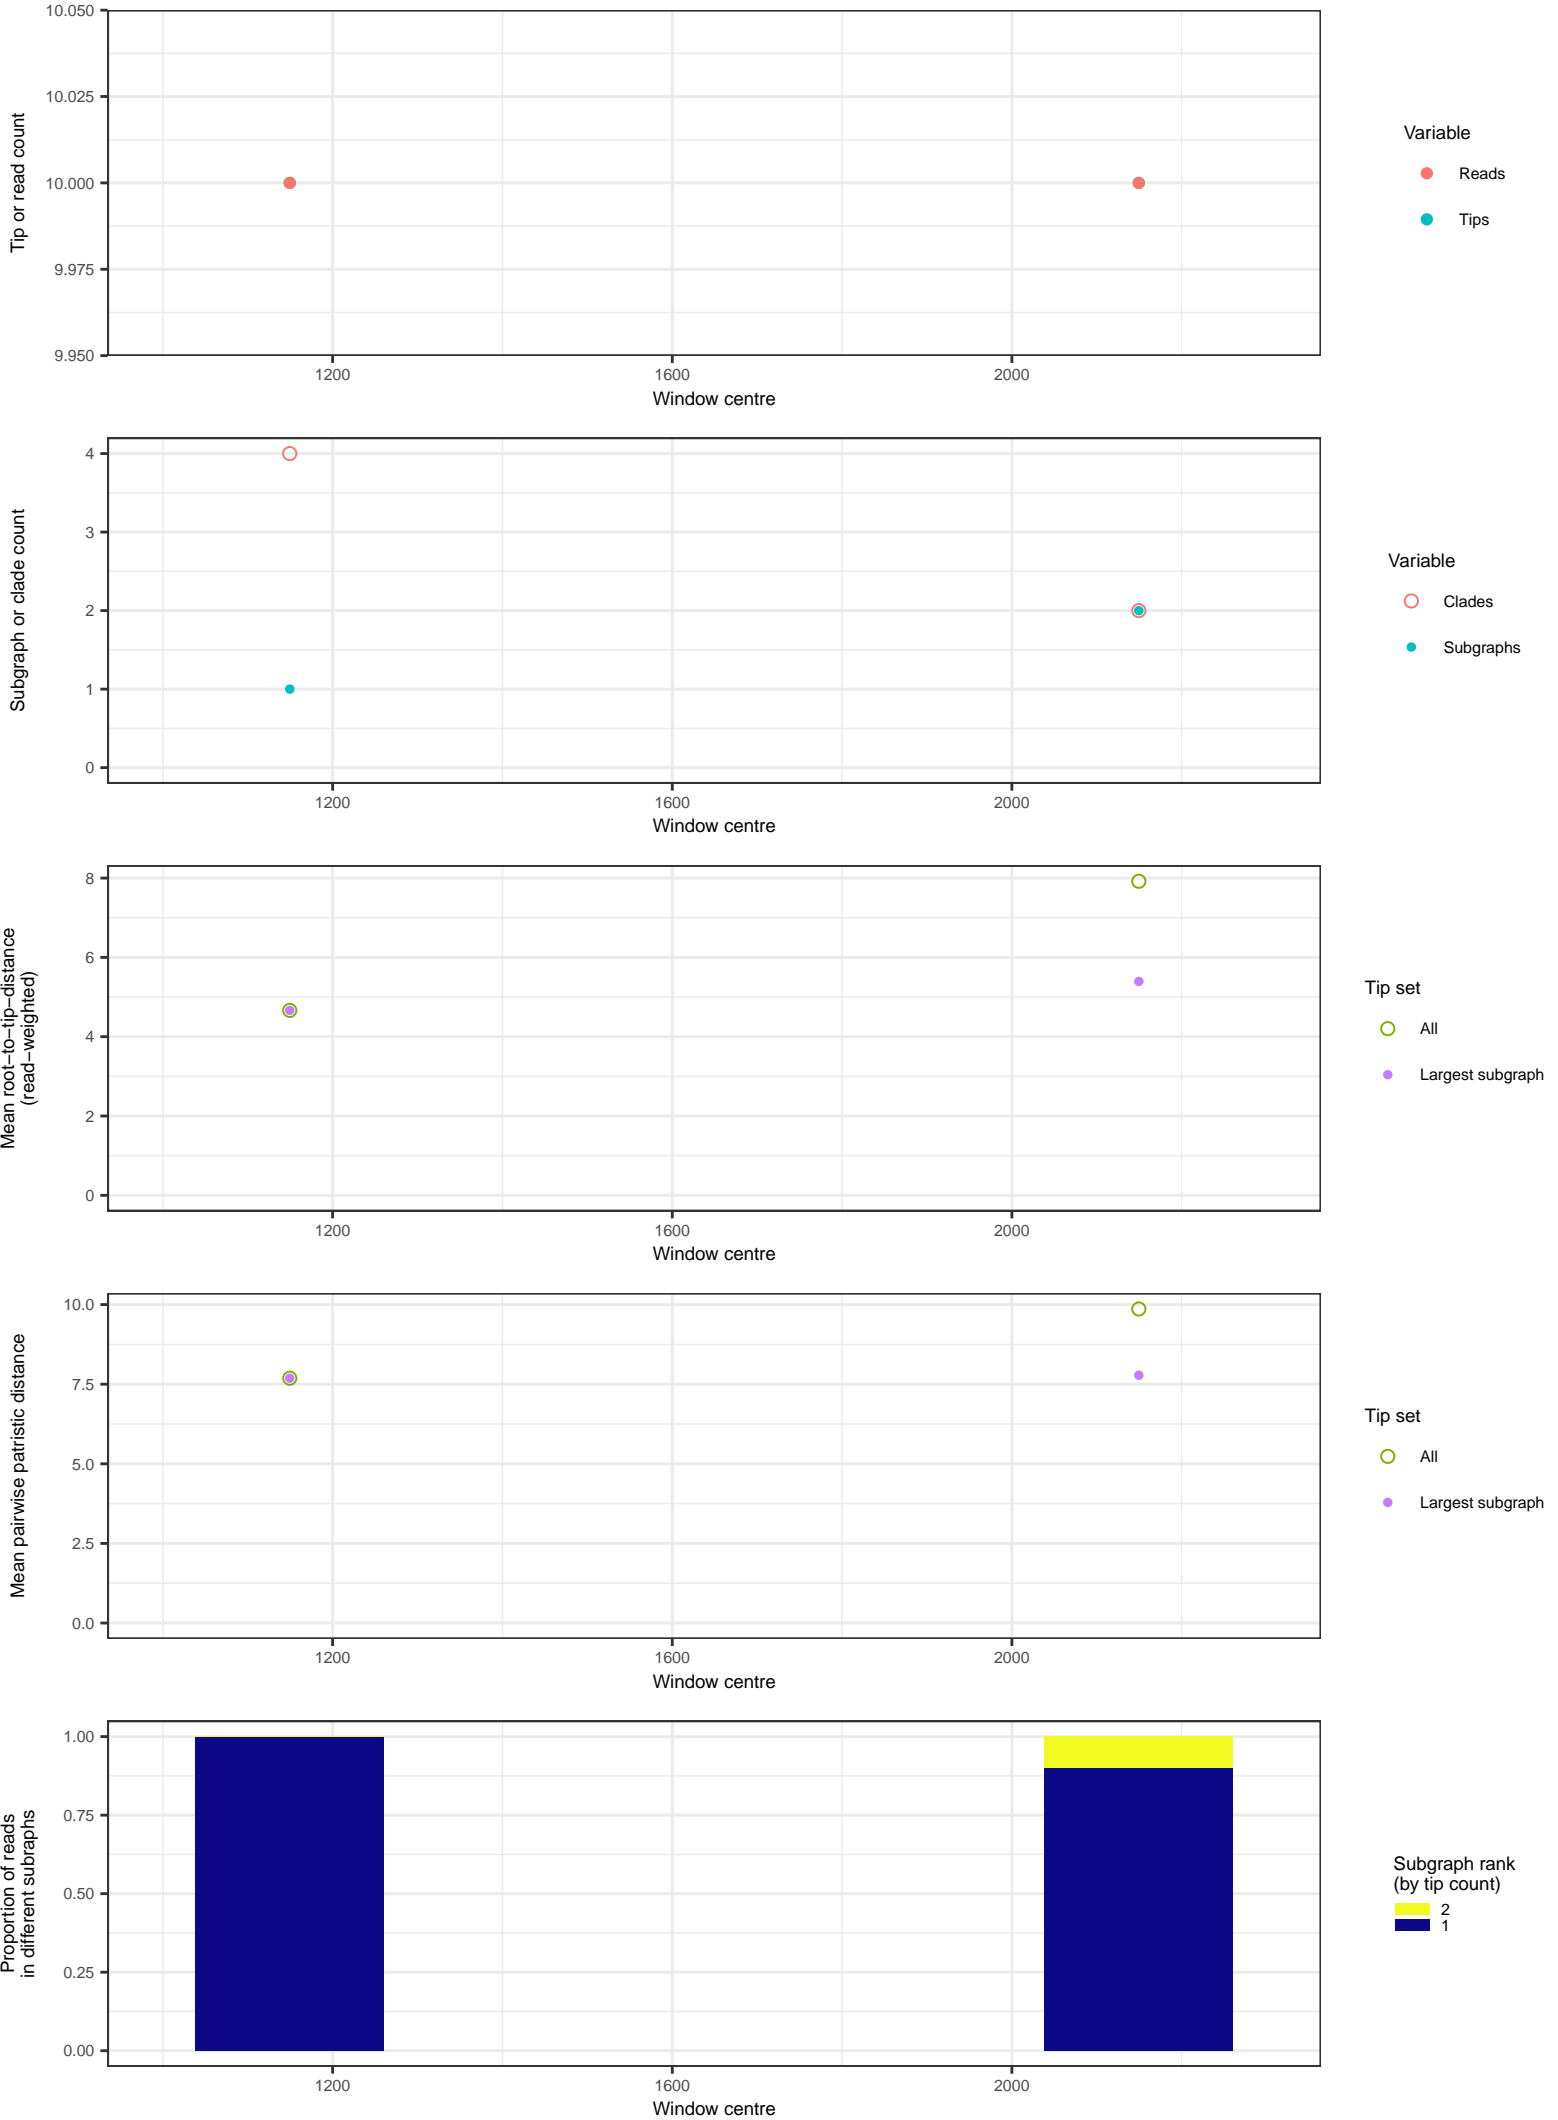 10.050
10.025
10.000
9.975
9.950
Tip or read count
1200
1600
2000
Window centre
Variable
Reads
Tips
4
3
2
1
0
Subgraph or clade count
1200
1600
2000
Window centre
Variable
Clades
Subgraphs
8
6
4
2
0
Mean root−to−tip−distance
(read−weighted)
1200
1600
2000
Window centre
Tip set
All
Largest subgraph
10.0
7.5
5.0
2.5
0.0
Mean pairwise patristic distance
1200
1600
2000
Window centre
Tip set
All
Largest subgraph
1.00
0.75
0.50
0.25
0.00
Proportion of reads
in different subraphs
1200
1600
2000
Window centre
Subgraph rank
(by tip count)
2
1